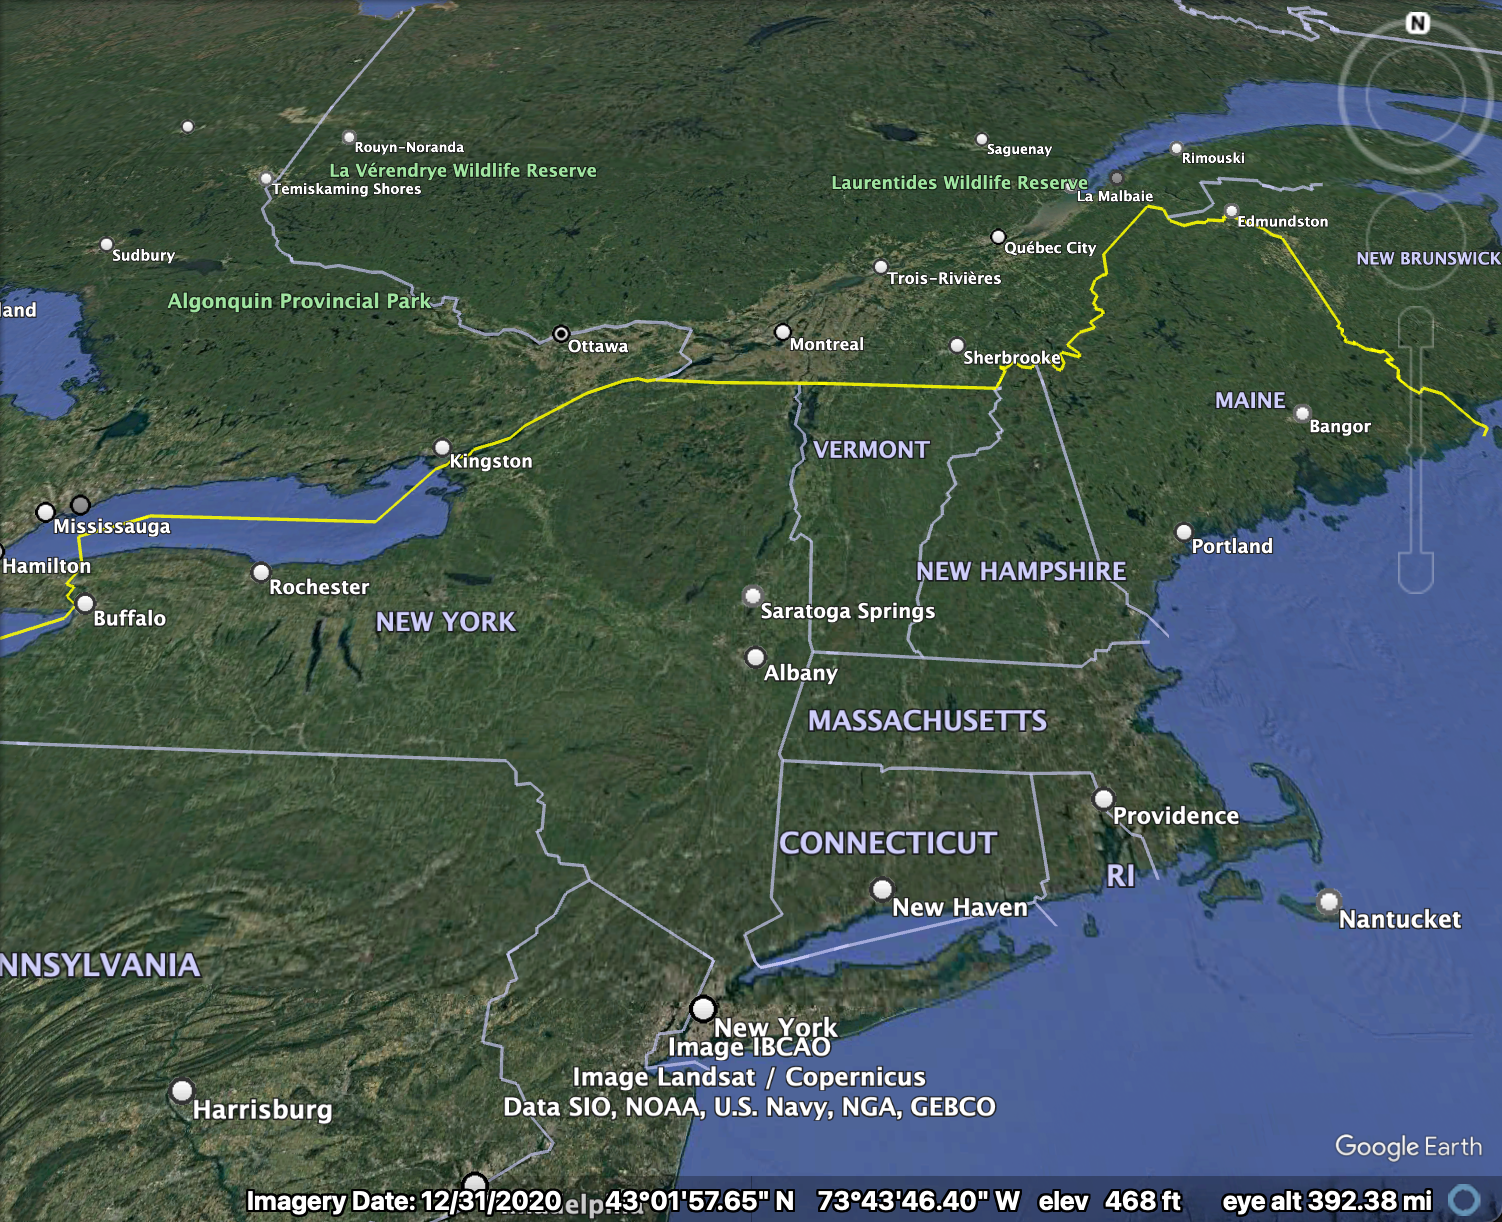 N
Rouyn-Noranda
La Vérendrye Wildlife Reserve
Temiskaming Shores
Saguenay
Rimouski
Laurentides Wildlife Reserve
La Malbaie
Edmundston
Sudbury
Québec City
NEW BRUNSWICK
Trois-Rivières
Algonquin Provincial Park
land
Ottawa
Montreal
Sherbrooke
MAINE
Bangor
VERMONT
Kingston
Mississauga
Portland
Hamilton
NEW HAMPSHIRE
Rochester
Buffalo
NEW YORK
Saratoga Springs
Albany
MASSACHUSETTS
Providence
CONNECTICUT
RI
New Haven
Nantucket
NNSYLVANIA
New York
Image IBCAO
Image Landsat / Copernicus
Data SIO, NOAA, U.S. Navy, NGA, GEBCO
Harrisburg
Google Earth
Imagery Date: 12/31/2020 43°01'57.65" N 73°43'46.40" W elev 468 ft eye alt 392.38 mi